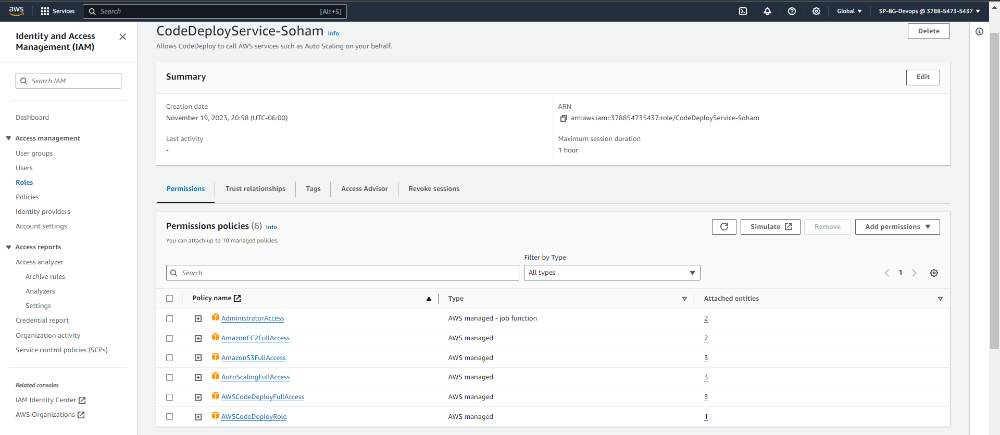 aws
Services
Search
[Alt+S]
Global
SP-BG-Devops @ 3788-5473-5437
Identity and Access
Management (IAM)
Search IAM
Dashboard
Access management
User groups
Users
Roles
Policies
Identity providers
Account settings
Access reports
Access analyzer
Archive rules
Analyzers
Settings
Credential report
Organization activity
Service control policies (SCPs)
Related consoles
IAM Identity Center
AWS Organizations
CodeDeployService-Soham Info
Delete
Allows CodeDeploy to call AWS services such as Auto Scaling on your behalf.
Summary
Edit
Creation date
November 19, 2023, 20:58 (UTC-06:00)
ARN
arn:aws:iam::378854735437:role/CodeDeployService-Soham
Last activity
-
Maximum session duration
1 hour
Permissions
Trust relationships
Tags
Access Advisor
Revoke sessions
Permissions policies (6) Info
You can attach up to 10 managed policies.
Simulate
Remove
Add permissions
Filter by Type
Search
All types
1
Policy name Type Attached entities
AdministratorAccess AWS managed - job function 2
AmazonEC2FullAccess AWS managed 2
AmazonS3FullAccess AWS managed 3
AutoScalingFullAccess AWS managed 3
AWSCodeDeployFullAccess AWS managed 3
AWSCodeDeployRole AWS managed 1